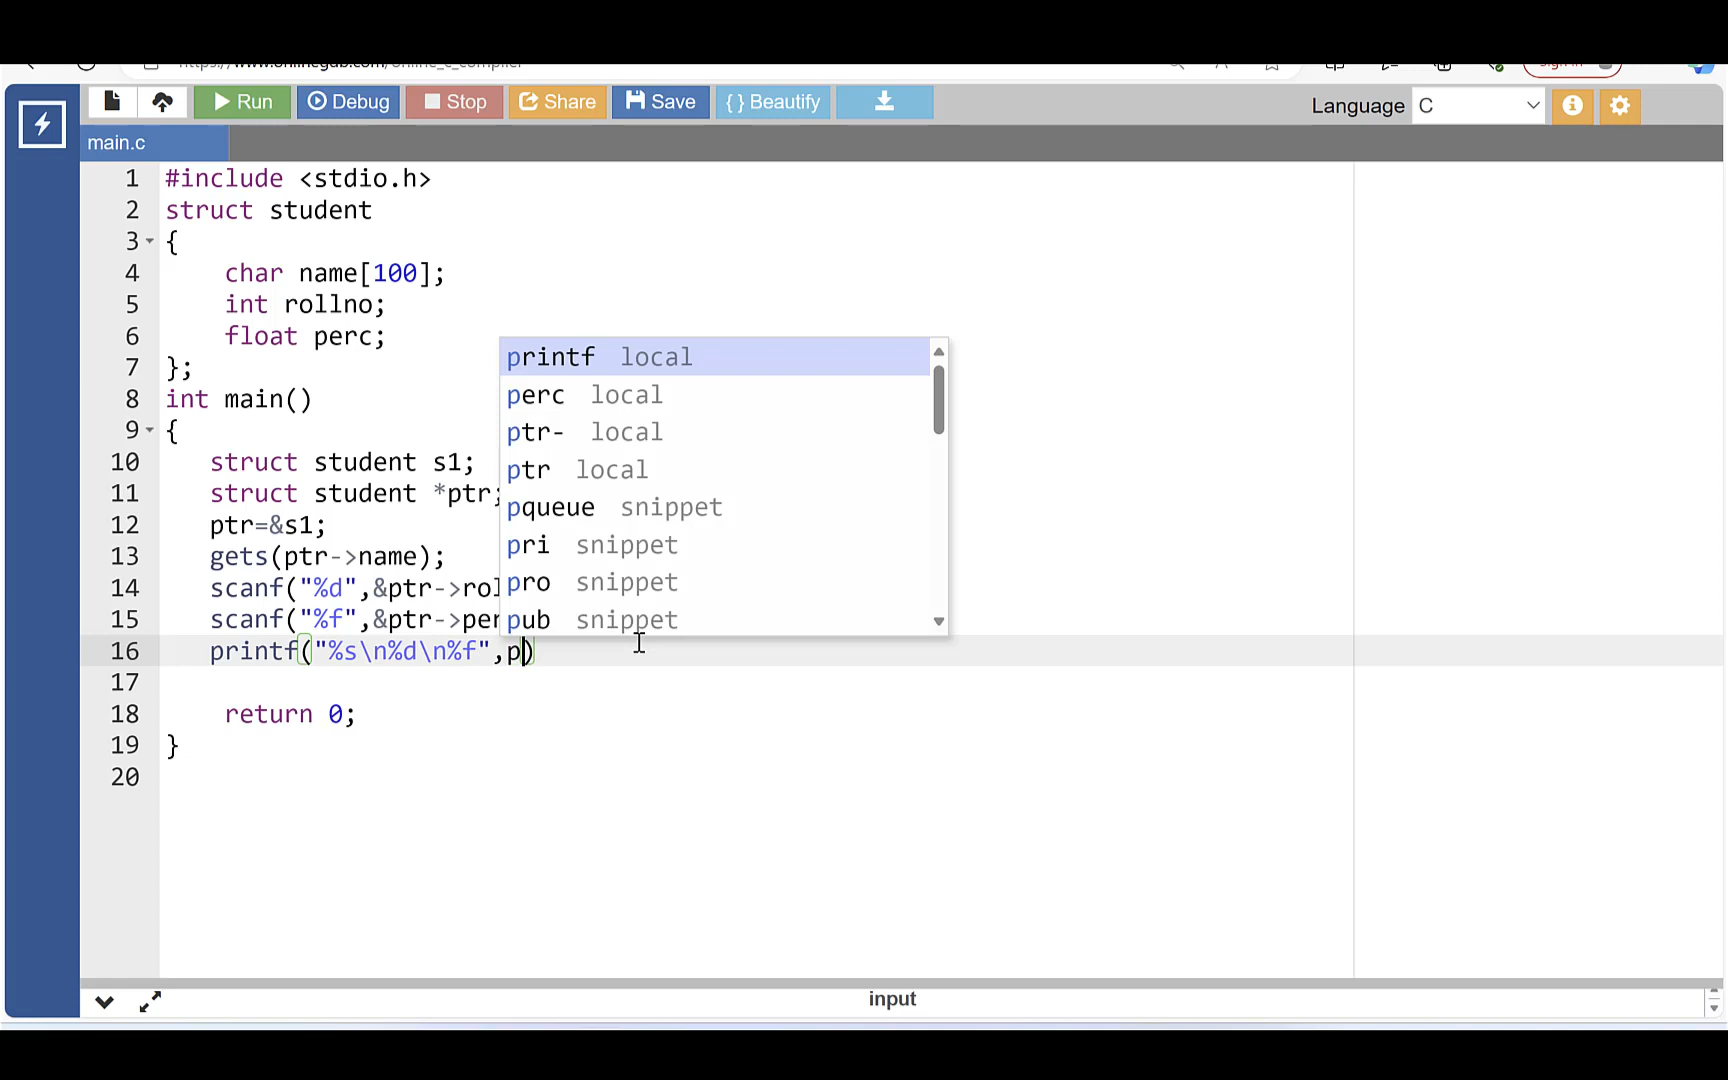 Run Debug Stop Share Save { } Beautify
Language C
main.c
1 #include <stdio.h>
2 struct student
3 {
4 char name[100];
5 int rollno;
6 float perc;
7 };
8 int main()
9 {
10 struct student s1;
11 struct student *ptr;
12 ptr=&s1;
13 gets(ptr->name);
14 scanf("%d",&ptr->rol
15 scanf("%f",&ptr->per
16 printf("%s\n%d\n%f",p)
17
18 return 0;
19 }
20
printf local
perc local
ptr- local
ptr local
pqueue snippet
pri snippet
pro snippet
pub snippet
input